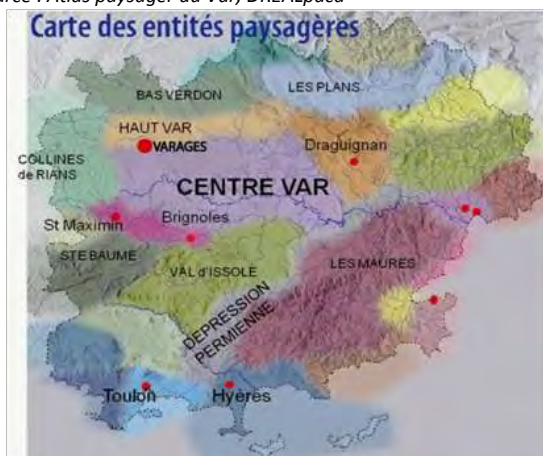 Carte des entités paysagères
BAS VERDON
LES PLANS
HAUT VAR
VARAGES
Draguignan
COLLINES
de RIANS
CENTRE VAR
St Maximin
Brignoles
STE BAUME
VAL d'ISSOLE
LES MAURES
DEPRESSION
PERMIENNE
Toulon
Hyères